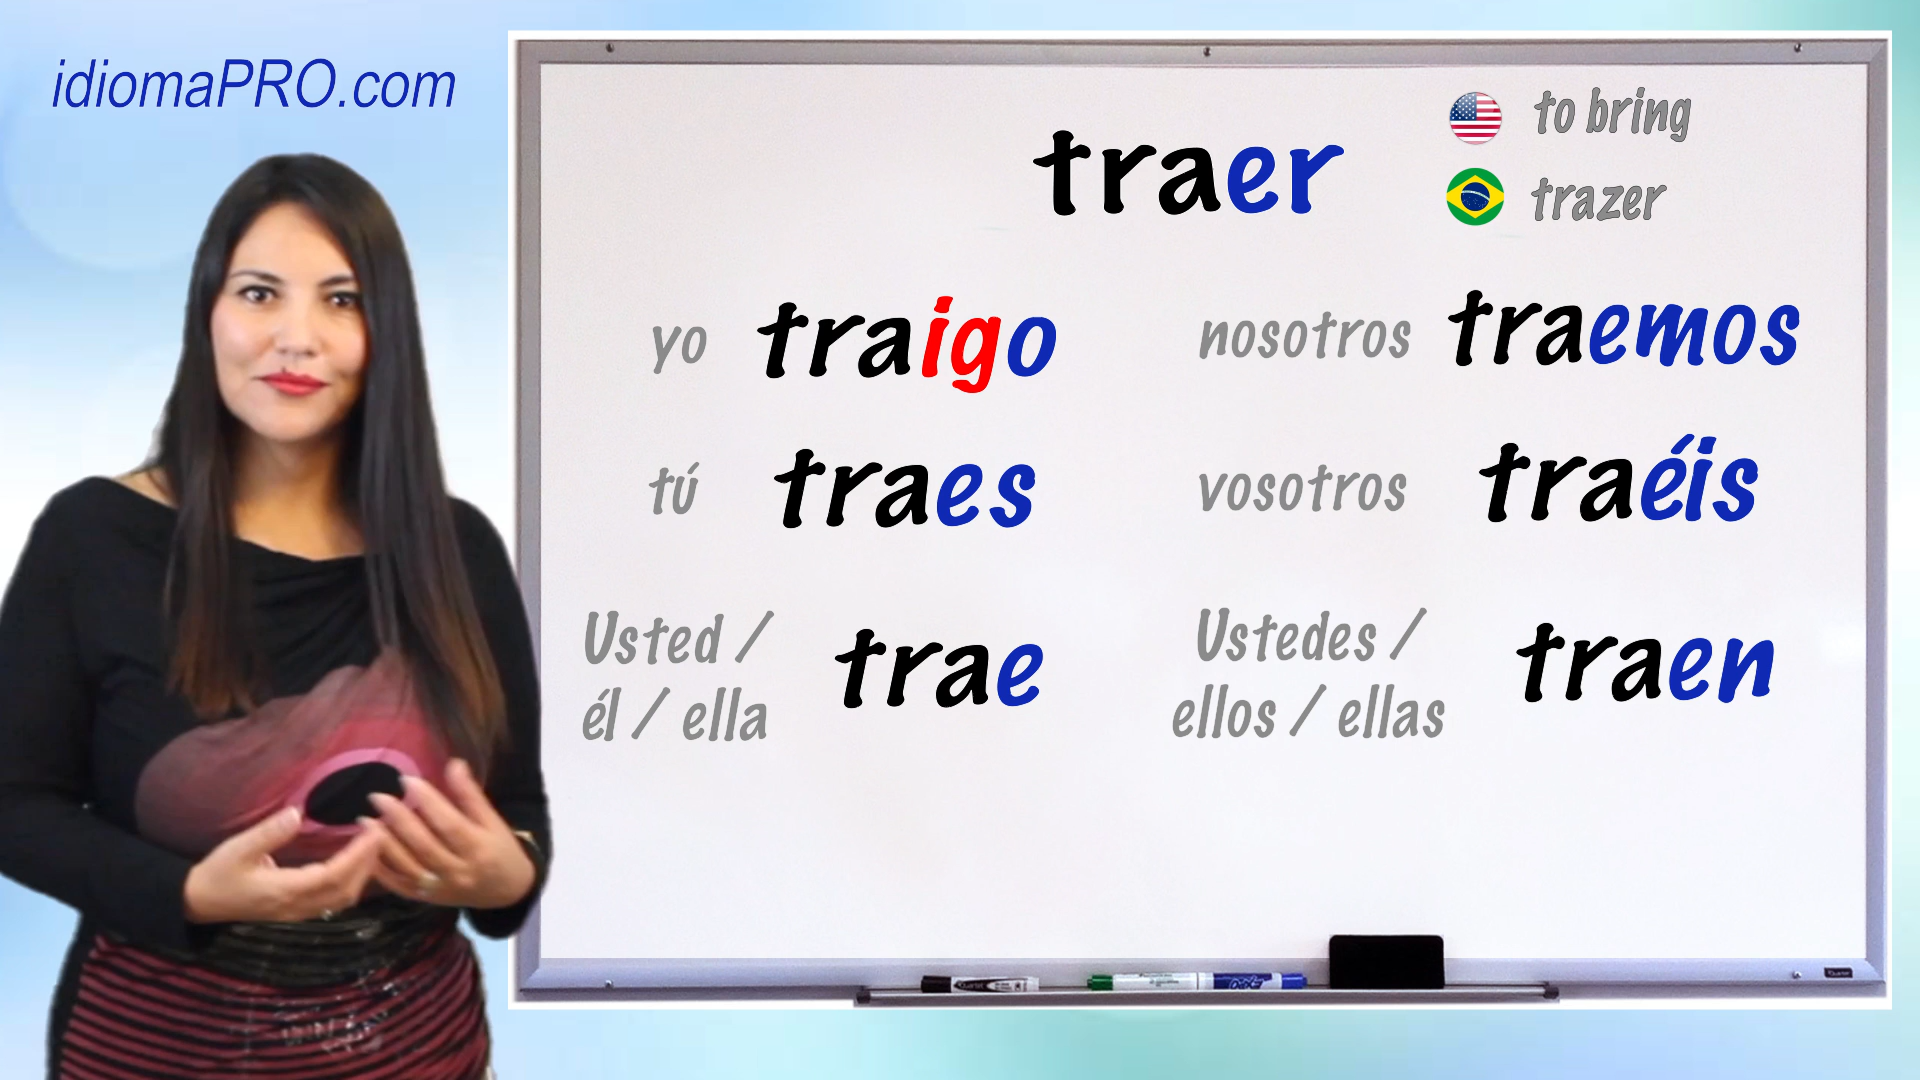 idiomaPRO.com
traer
to bring
trazer
yo traigo
tú traes
Usted /
él / ella
trae
nosotros traemos
vosotros traéis
Ustedes /
ellos / ellas
traen